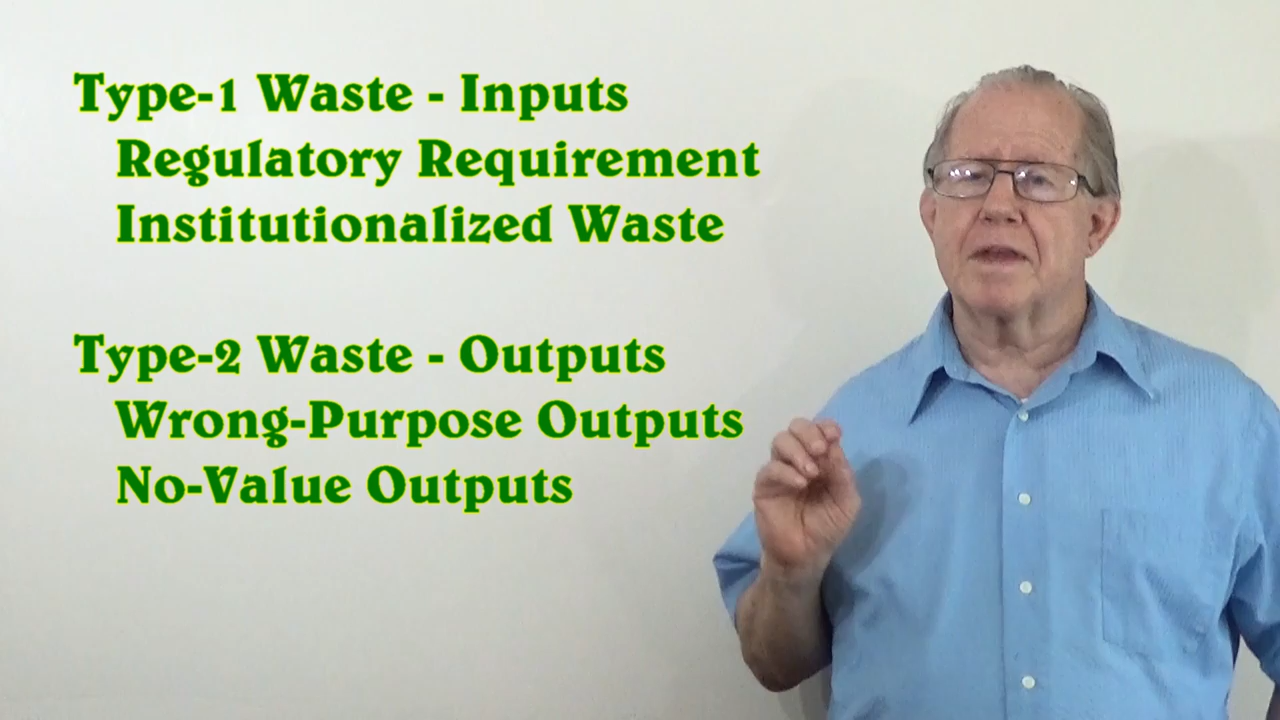 Type-1 Waste - Inputs
Regulatory Requirement
Institutionalized Waste
Type-2 Waste - Outputs
Wrong-Purpose Outputs
No-Value Outputs